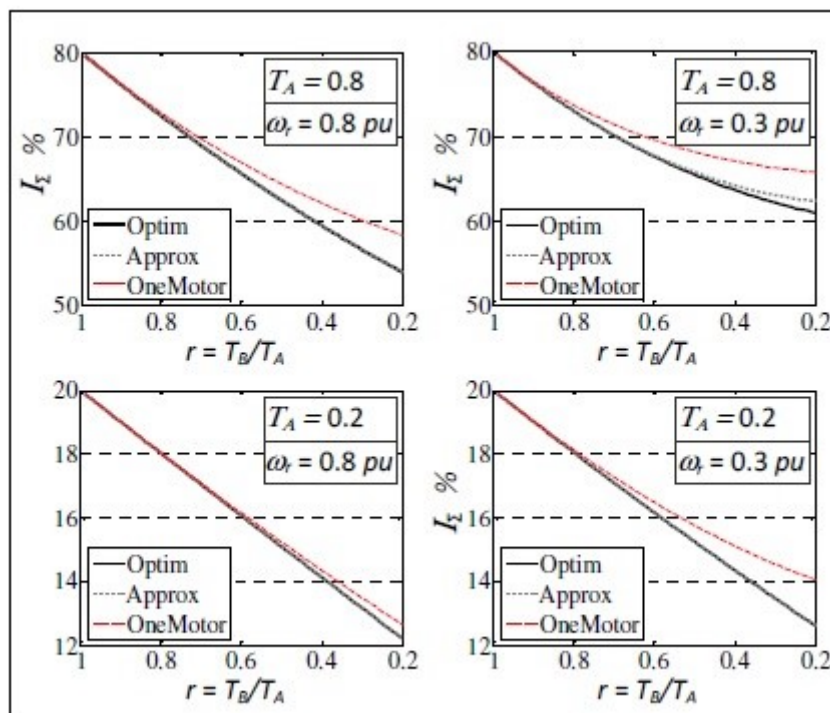 80
70
60
50
I_Σ %
T_A = 0.8
ω_r = 0.8 pu
Optim
Approx
OneMotor
1 0.8 0.6 0.4 0.2
r = T_B/T_A
80
70
60
50
I_Σ %
T_A = 0.8
ω_r = 0.3 pu
Optim
Approx
OneMotor
1 0.8 0.6 0.4 0.2
r = T_B/T_A
20
18
16
14
12
I_Σ %
T_A = 0.2
ω_r = 0.8 pu
Optim
Approx
OneMotor
1 0.8 0.6 0.4 0.2
r = T_B/T_A
20
18
16
14
12
I_Σ %
T_A = 0.2
ω_r = 0.3 pu
Optim
Approx
OneMotor
1 0.8 0.6 0.4 0.2
r = T_B/T_A